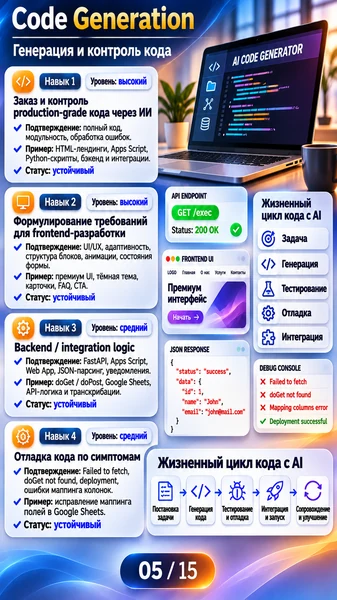 Code Generation
Генерация и контроль кода
AI CODE GENERATOR
Навык 1
Уровень: высокий
Заказ и контроль
production-grade кода через ИИ
Подтверждение: полный код,
модульность, обработка ошибок.
Пример: HTML-лендинги, Apps Script,
Python-скрипты, бэкенд и интеграции.
Статус: устойчивый
Навык 2
Уровень: высокий
Формулирование требований
для frontend-разработки
Подтверждение: UI/UX, адаптивность,
структура блоков, анимации, состояния
формы.
Пример: премиум UI, тёмная тема,
карточки, FAQ, CTA.
Статус: устойчивый
Навык 3
Уровень: средний
Backend / integration logic
Подтверждение: FastAPI, Apps Script,
Web App, JSON-парсинг, уведомления.
Пример: doGet / doPost, Google Sheets,
API-логика и транскрибации.
Статус: устойчивый
Навык 4
Уровень: средний
Отладка кода по симптомам
Подтверждение: Failed to fetch,
doGet not found, deployment,
ошибки маппинга колонок.
Пример: исправление маппинга
полей в Google Sheets.
Статус: устойчивый
API ENDPOINT
GET /exec
Status: 200 OK
FRONTEND UI
LOGO Главная О нас Услуги Контакты
Премиум
интерфейс
Начать →
JSON RESPONSE
{
"status": "success",
"data": {
"id": 1,
"name": "John",
"email": "john@mail.com"
}
}
Жизненный
цикл кода с AI
Задача
Генерация
Тестирование
Отладка
Интеграция
DEBUG CONSOLE
Failed to fetch
doGet not found
Mapping columns error
Deployment successful
Жизненный цикл кода с AI
Постановка
задачи
Генерация
кода
Тестирование
и отладка
Интеграция
и запуск
Сопровождение
и улучшение
05 / 15